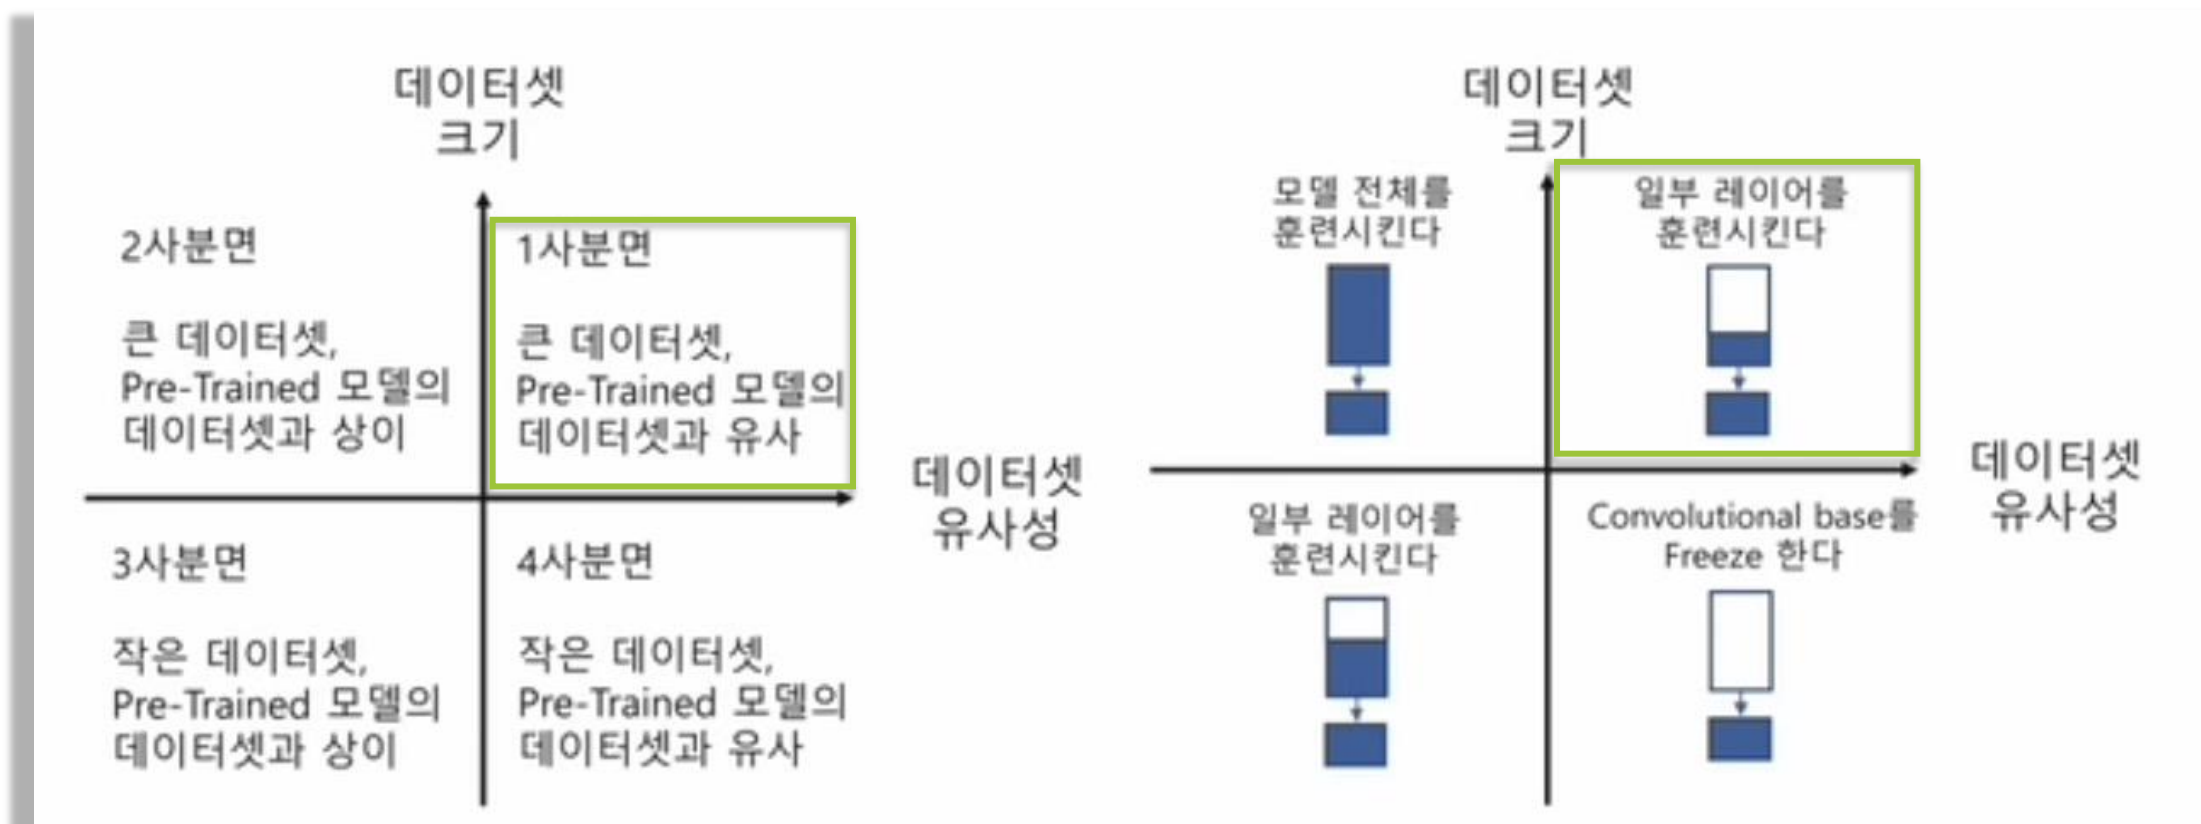 데이터셋
크기
2사분면
큰 데이터셋,
Pre-Trained 모델의
데이터셋과 상이
1사분면
큰 데이터셋,
Pre-Trained 모델의
데이터셋과 유사
데이터셋
유사성
3사분면
작은 데이터셋,
Pre-Trained 모델의
데이터셋과 상이
4사분면
작은 데이터셋,
Pre-Trained 모델의
데이터셋과 유사
데이터셋
크기
모델 전체를
훈련시킨다
일부 레이어를
훈련시킨다
데이터셋
유사성
일부 레이어를
훈련시킨다
Convolutional base를
Freeze 한다